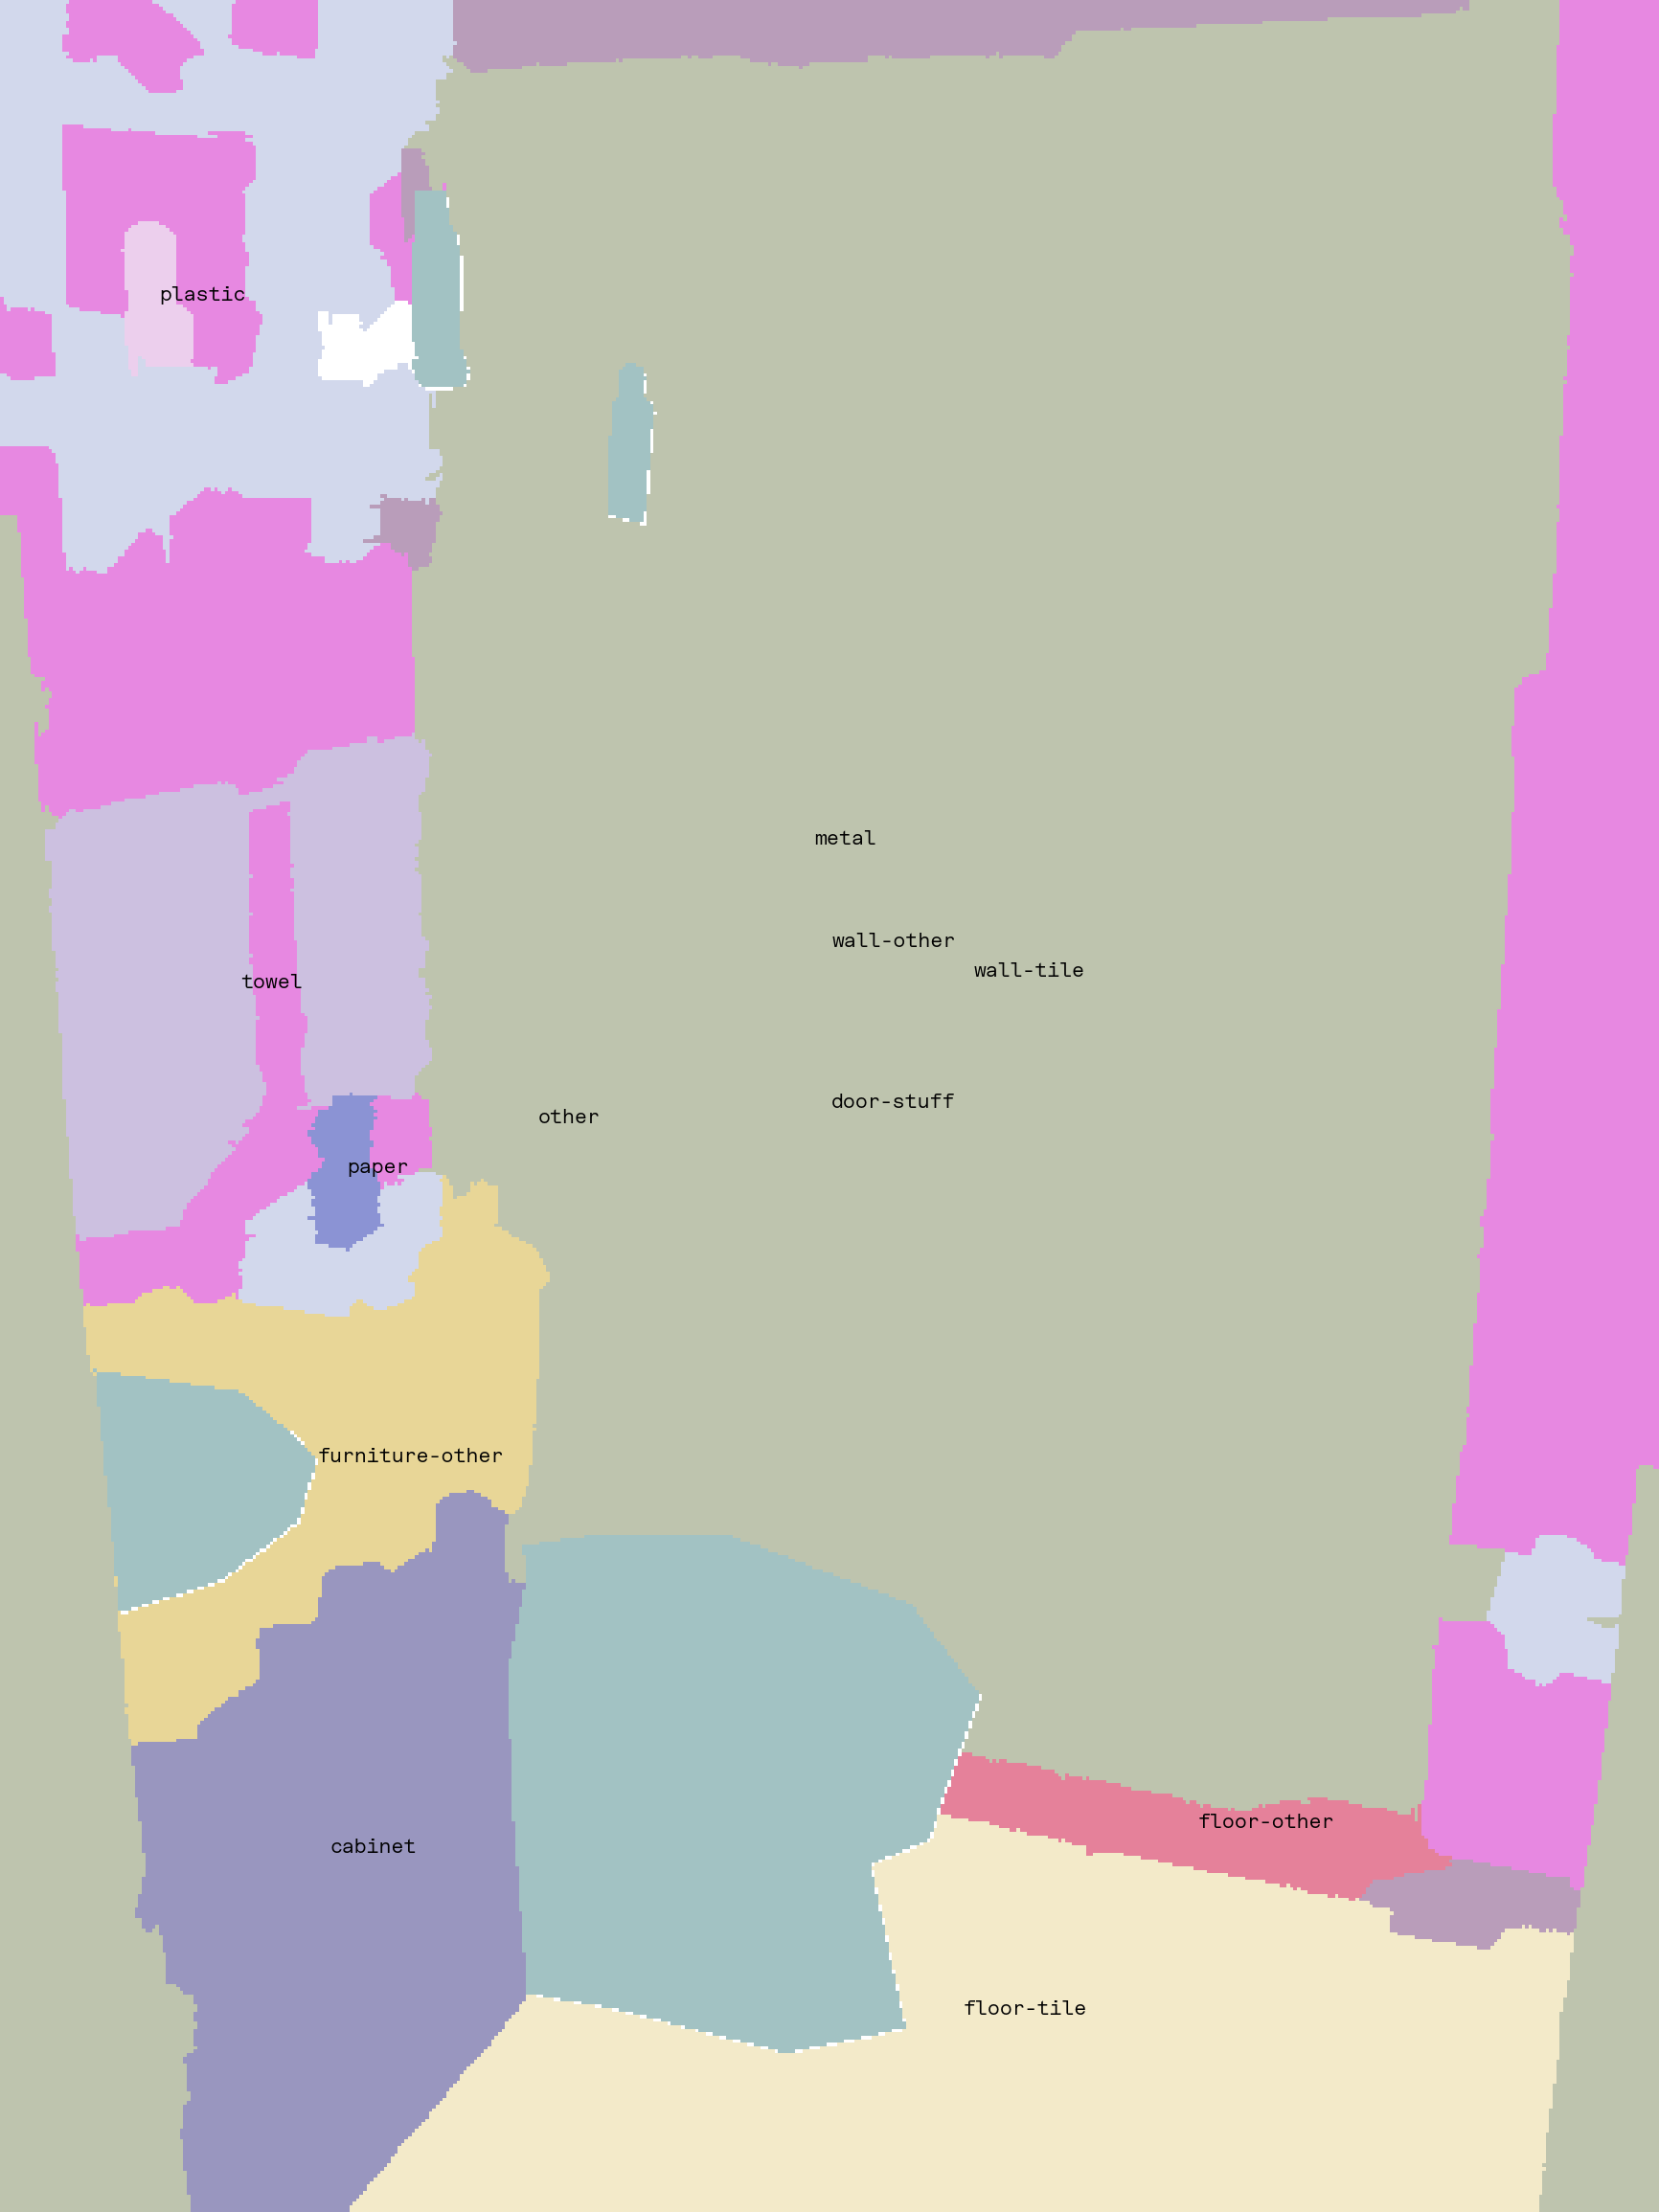 plastic
metal
wall-other
wall-tile
towel
door-stuff
other
paper
furniture-other
floor-other
cabinet
floor-tile